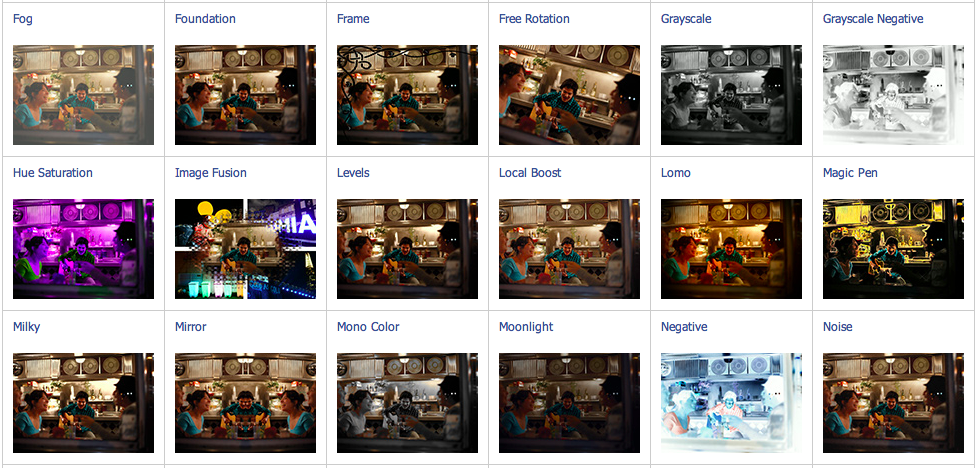 Fog
Foundation
Frame
Free Rotation
Grayscale
Grayscale Negative
Hue Saturation
Image Fusion
Levels
Local Boost
Lomo
Magic Pen
MIA
Milky
Mirror
Mono Color
Moonlight
Negative
Noise